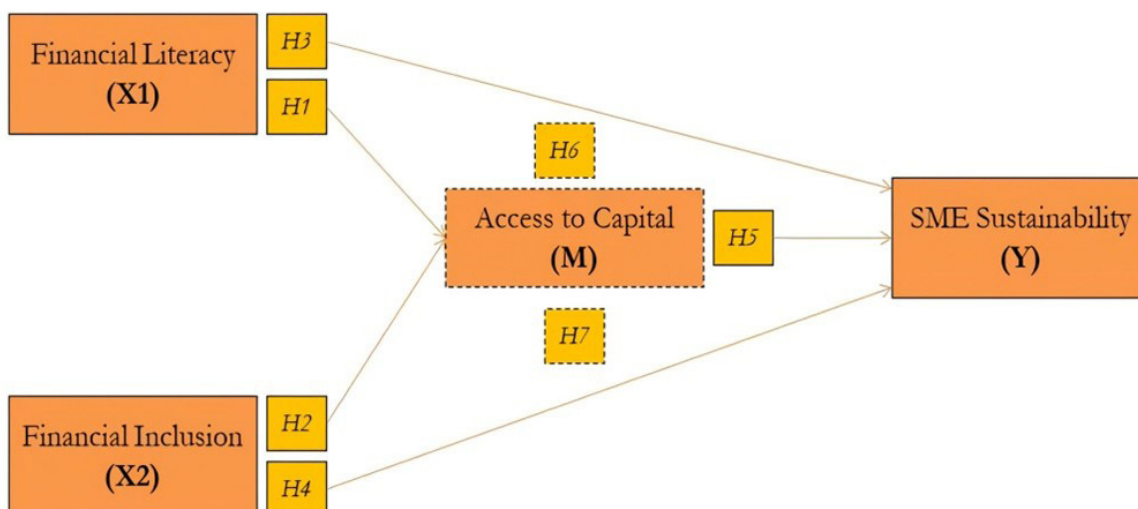 Financial Literacy
(X1)
H3
H1
H6
Access to Capital
(M)
H5
SME Sustainability
(Y)
H7
Financial Inclusion
(X2)
H2
H4